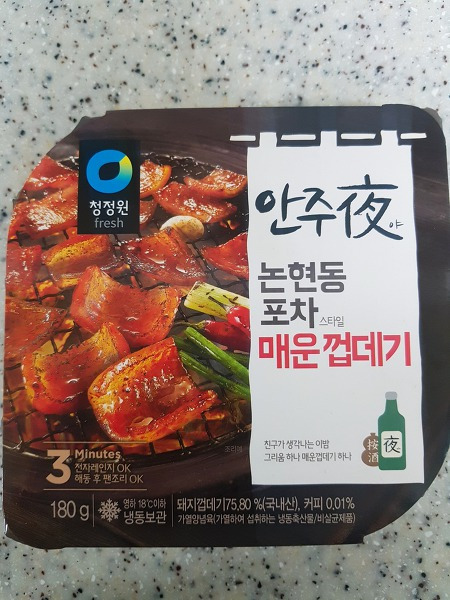 청정원
fresh
안주夜야
논현동
포차 스타일
매운 껍데기
친구가 생각나는 이밤
그리움 하나 매운껍데기 하나
按酒
夜
3 Minutes
전자레인지 OK
해동 후 팬조리 OK
조리예
180g
영하 18℃이하
냉동보관
돼지껍데기75.80 %(국내산), 커피 0.01%
가열양념육(가열하여 섭취하는 냉동축산물/비살균제품)